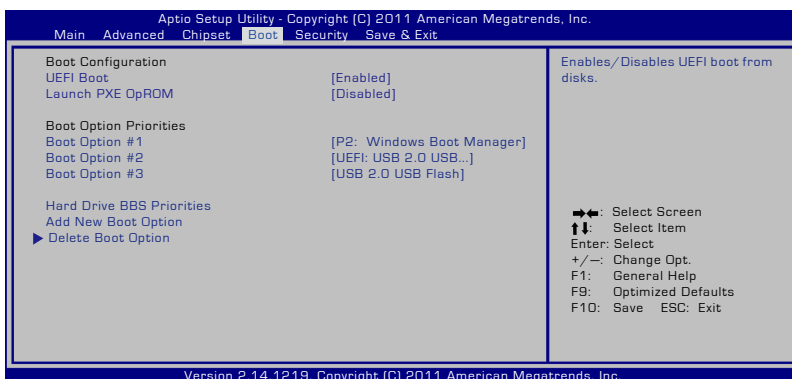 Aptio Setup Utility - Copyright (C) 2011 American Megatrends, Inc.
Main Advanced Chipset Boot Security Save & Exit
Boot Configuration
UEFI Boot [Enabled]
Launch PXE OpROM [Disabled]
Boot Option Priorities
Boot Option #1 [P2: Windows Boot Manager]
Boot Option #2 [UEFI: USB 2.0 USB...]
Boot Option #3 [USB 2.0 USB Flash]
Hard Drive BBS Priorities
Add New Boot Option
Delete Boot Option
Enables/Disables UEFI boot from
disks.
→←: Select Screen
↑↓: Select Item
Enter: Select
+/—: Change Opt.
F1: General Help
F9: Optimized Defaults
F10: Save ESC: Exit
Version 2.14.1219. Copyright (C) 2011 American Megatrends, Inc.